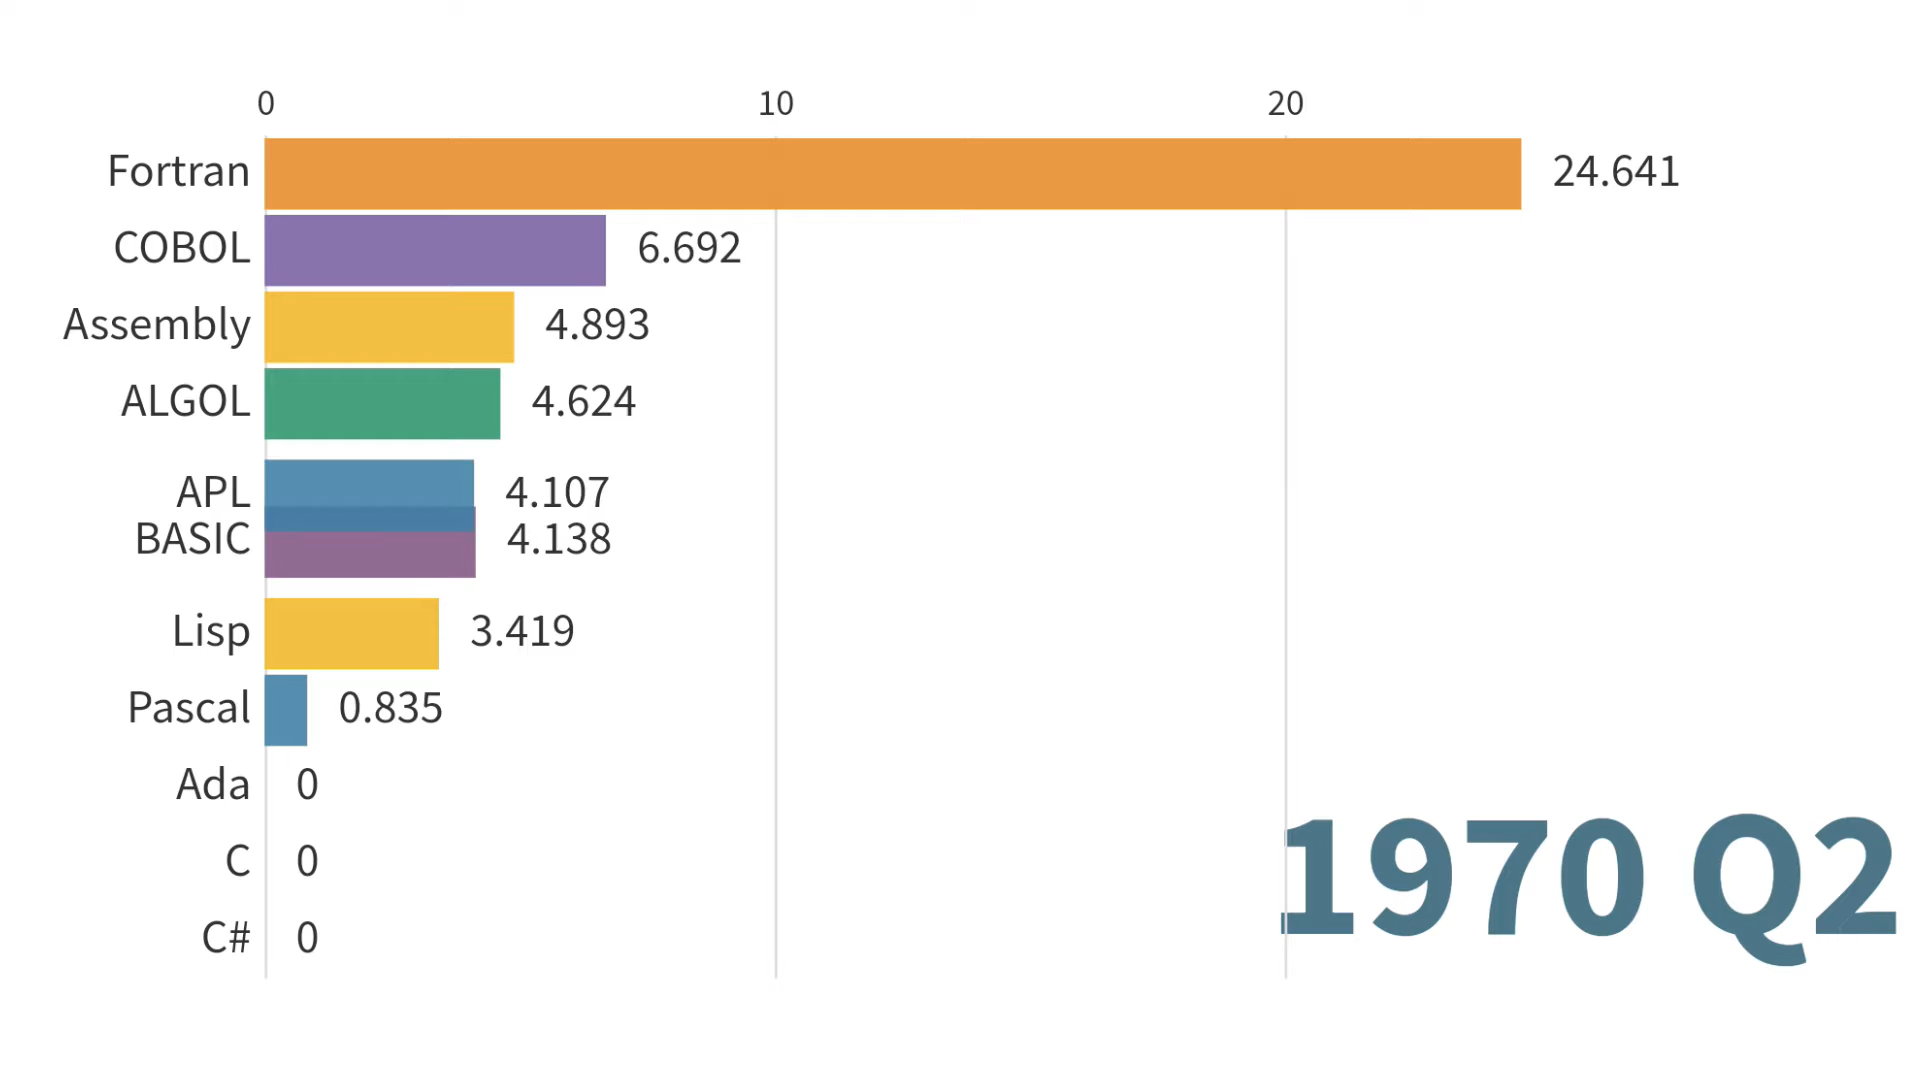 0 10 20
Fortran 24.641
COBOL 6.692
Assembly 4.893
ALGOL 4.624
APL 4.107
BASIC 4.138
Lisp 3.419
Pascal 0.835
Ada 0
C 0
C# 0
1970 Q2